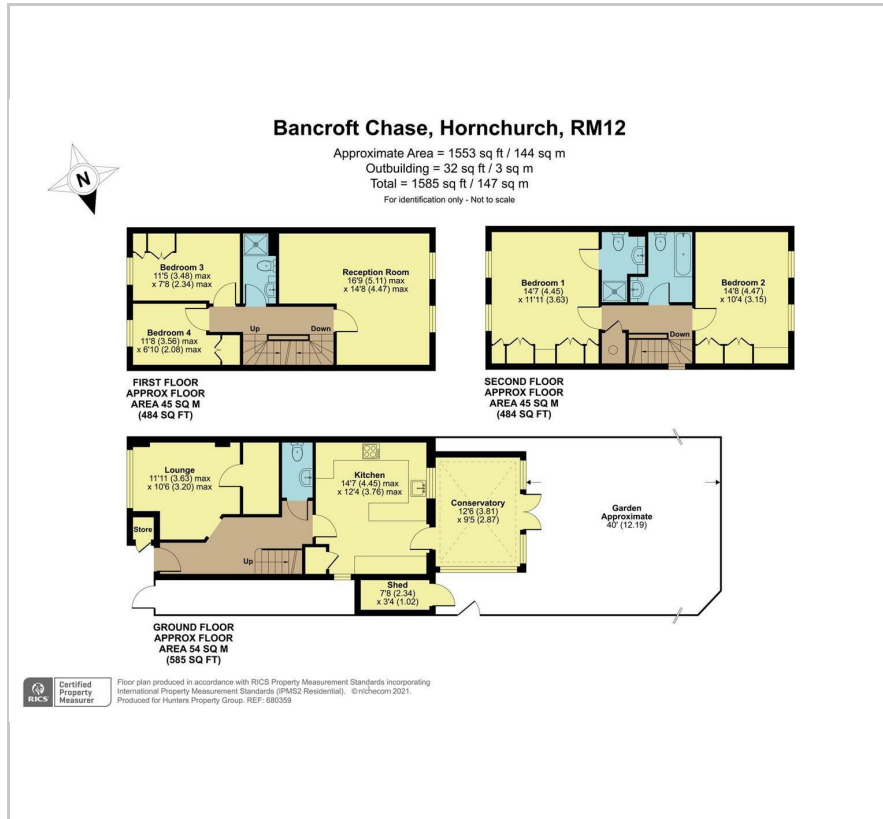 Bancroft Chase, Hornchurch, RM12
Approximate Area = 1553 sq ft / 144 sq m
Outbuilding = 32 sq ft / 3 sq m
Total = 1585 sq ft / 147 sq m
For identification only - Not to scale
N
Bedroom 3
11'5 (3.48) max
x 7'8 (2.34) max
Reception Room
16'9 (5.11) max
x 14'8 (4.47) max
Bedroom 4
11'8 (3.56) max
x 6'10 (2.08) max
Up
Down
FIRST FLOOR
APPROX FLOOR
AREA 45 SQ M
(484 SQ FT)
Bedroom 1
14'7 (4.45) max
x 11'11 (3.63)
Bedroom 2
14'8 (4.47)
x 10'4 (3.15)
Down
SECOND FLOOR
APPROX FLOOR
AREA 45 SQ M
(484 SQ FT)
Lounge
11'11 (3.63) max
x 10'6 (3.20) max
Kitchen
14'7 (4.45) max
x 12'4 (3.76) max
Conservatory
12'6 (3.81)
x 9'5 (2.87)
Garden
Approximate
40' (12.19)
Store
Up
Shed
7'8 (2.34)
x 3'4 (1.02)
GROUND FLOOR
APPROX FLOOR
AREA 54 SQ M
(585 SQ FT)
RICS
Certified
Property
Measurer
Floor plan produced in accordance with RICS Property Measurement Standards incorporating
International Property Measurement Standards (IPMS2 Residential). © nichecom 2021.
Produced for Hunters Property Group. REF: 680359